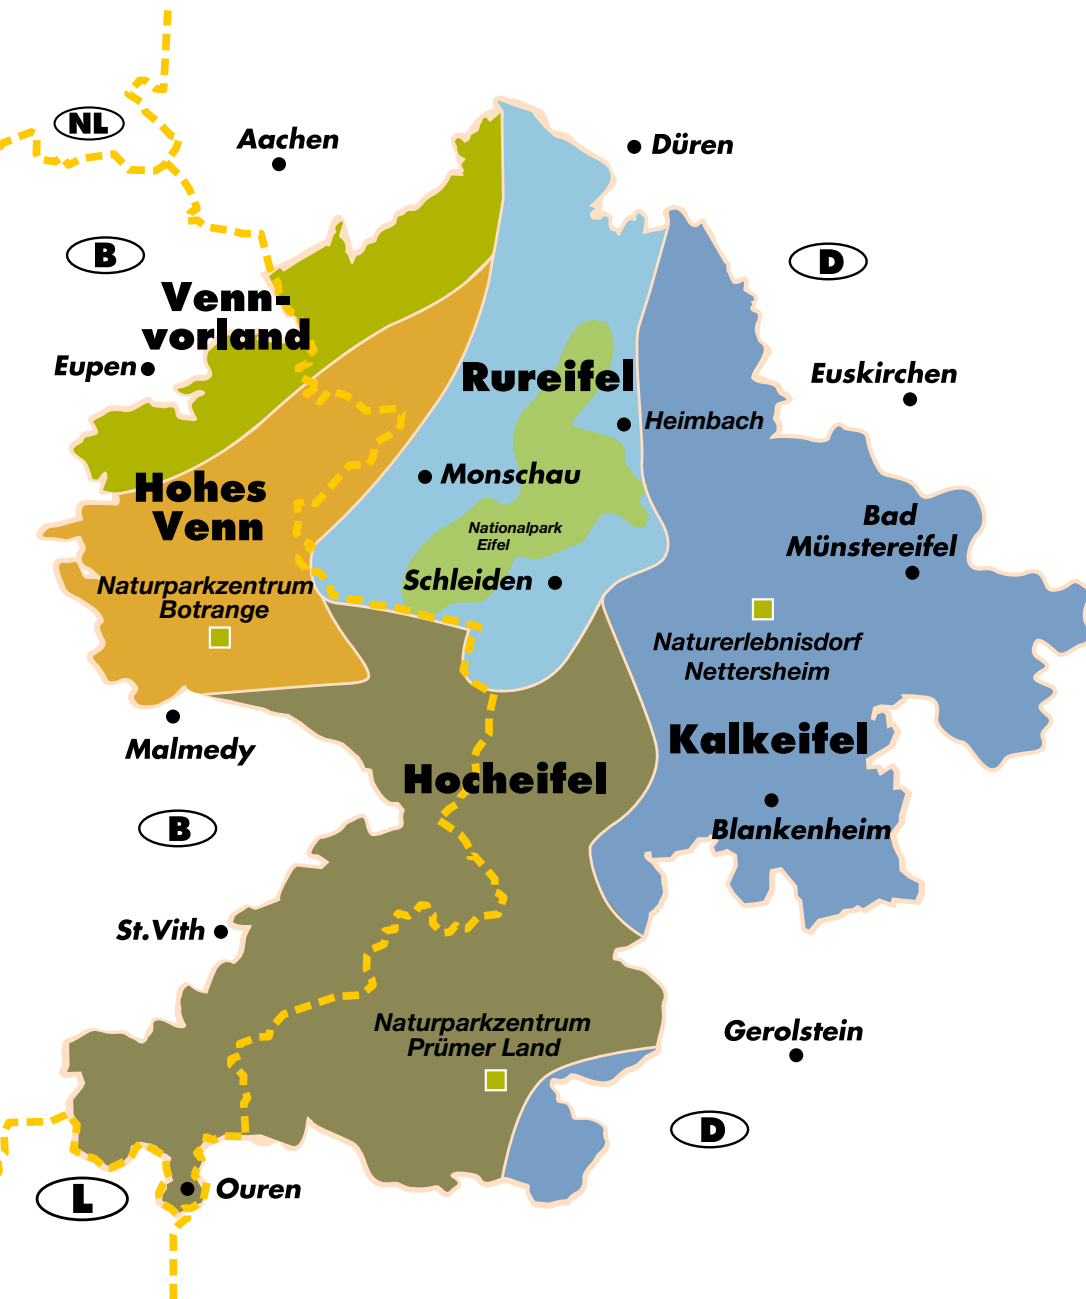 NL
Aachen
Düren
B
D
Venn-
vorland
Eupen
Rureifel
Euskirchen
Heimbach
Monschau
Hohes
Venn
Bad
Münstereifel
Nationalpark
Eifel
Schleiden
Naturparkzentrum
Botrange
Naturerlebnisdorf
Nettersheim
Malmedy
Kalkeifel
Hocheifel
B
Blankenheim
St.Vith
Naturparkzentrum
Prümer Land
Gerolstein
D
L
Ouren